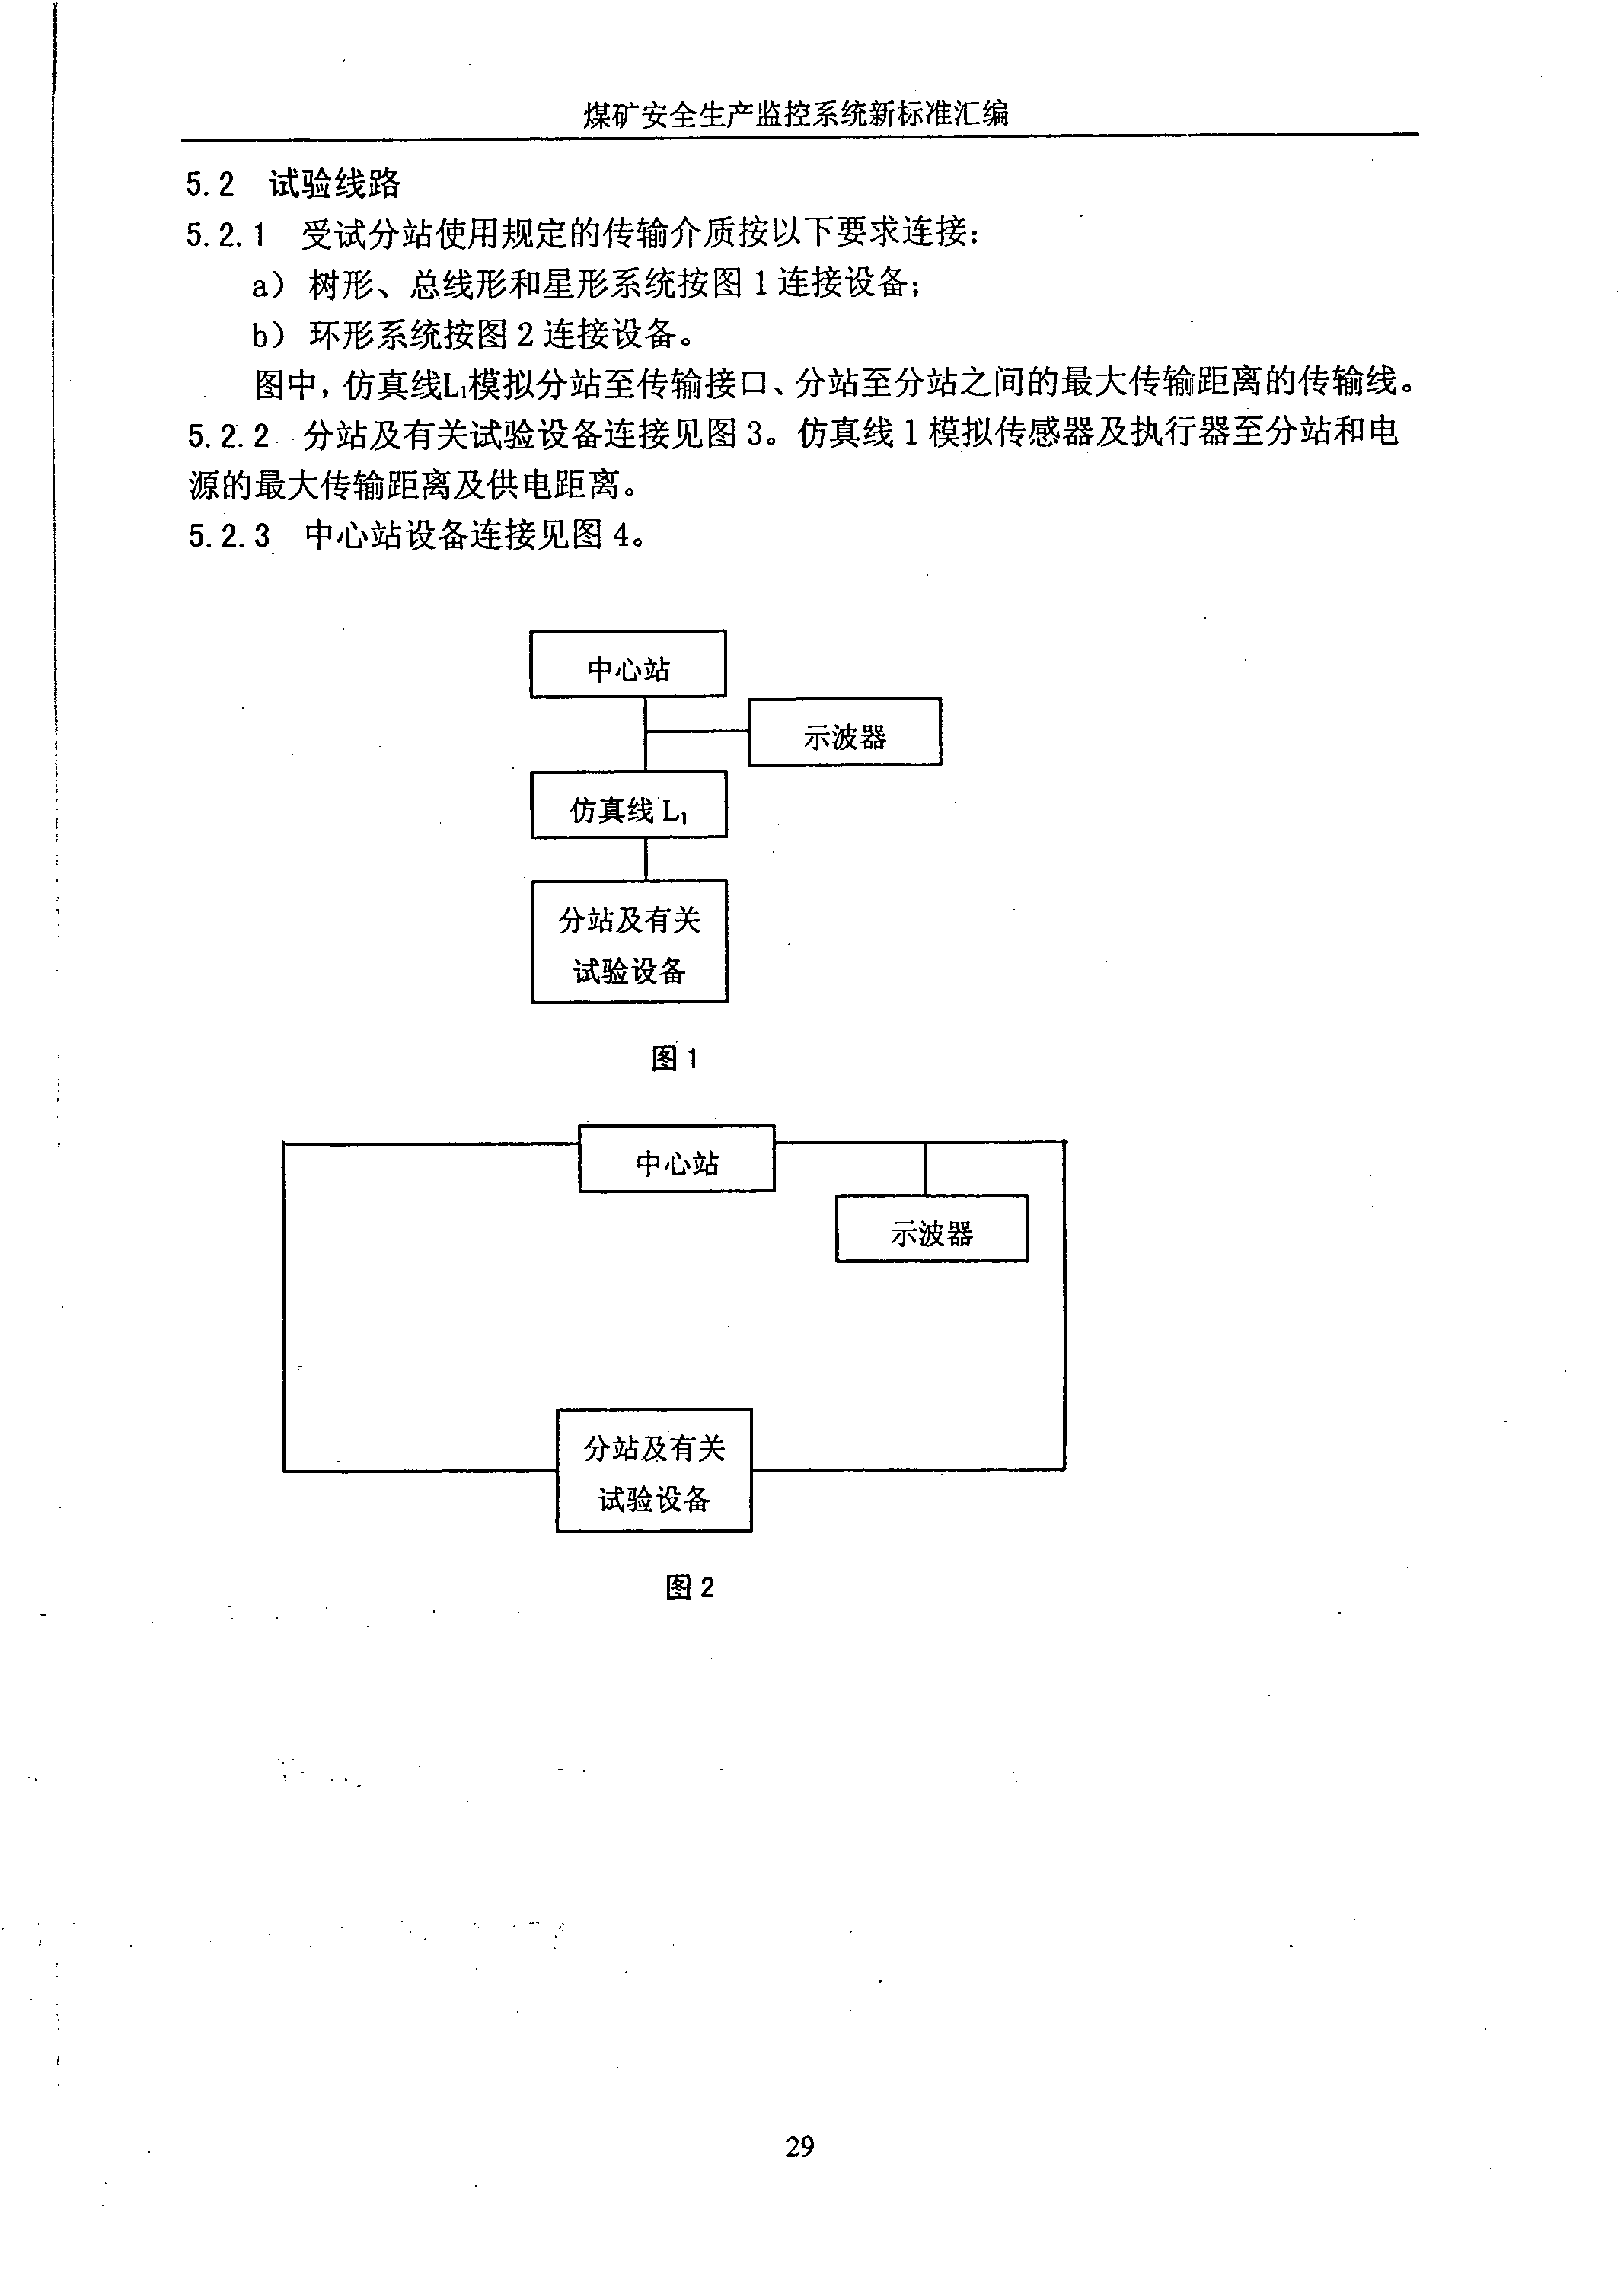 煤矿安全生产监控系统新标准汇编
5.2 试验线路
5.2.1 受试分站使用规定的传输介质按以下要求连接：
a）树形、总线形和星形系统按图 1 连接设备；
b）环形系统按图 2 连接设备。
图中，仿真线L₁模拟分站至传输接口、分站至分站之间的最大传输距离的传输线。
5.2.2 分站及有关试验设备连接见图 3。仿真线 1 模拟传感器及执行器至分站和电
源的最大传输距离及供电距离。
5.2.3 中心站设备连接见图 4。
中心站
示波器
仿真线 L₁
分站及有关
试验设备
图 1
中心站
示波器
分站及有关
试验设备
图 2
29